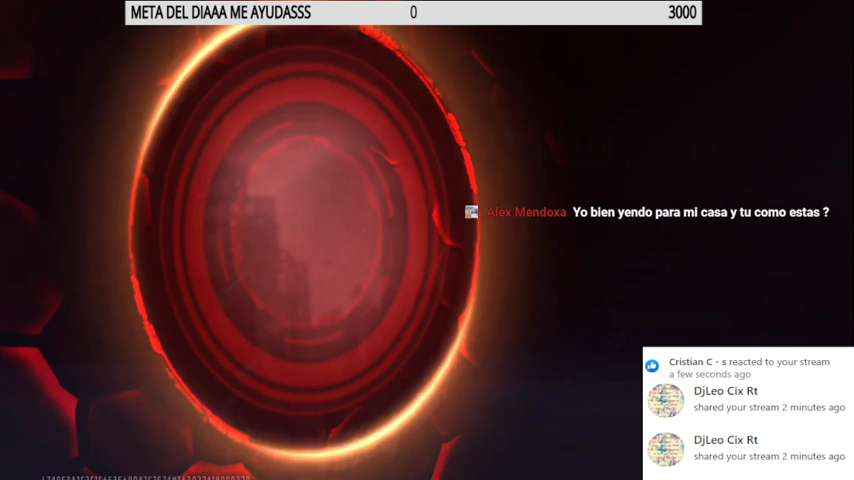 META DEL DIAAA ME AYUDASSS 0 3000
Alex Mendoxa Yo bien yendo para mi casa y tu como estas ?
Cristian C - s reacted to your stream
a few seconds ago
DjLeo Cix Rt
shared your stream 2 minutes ago
DjLeo Cix Rt
shared your stream 2 minutes ago